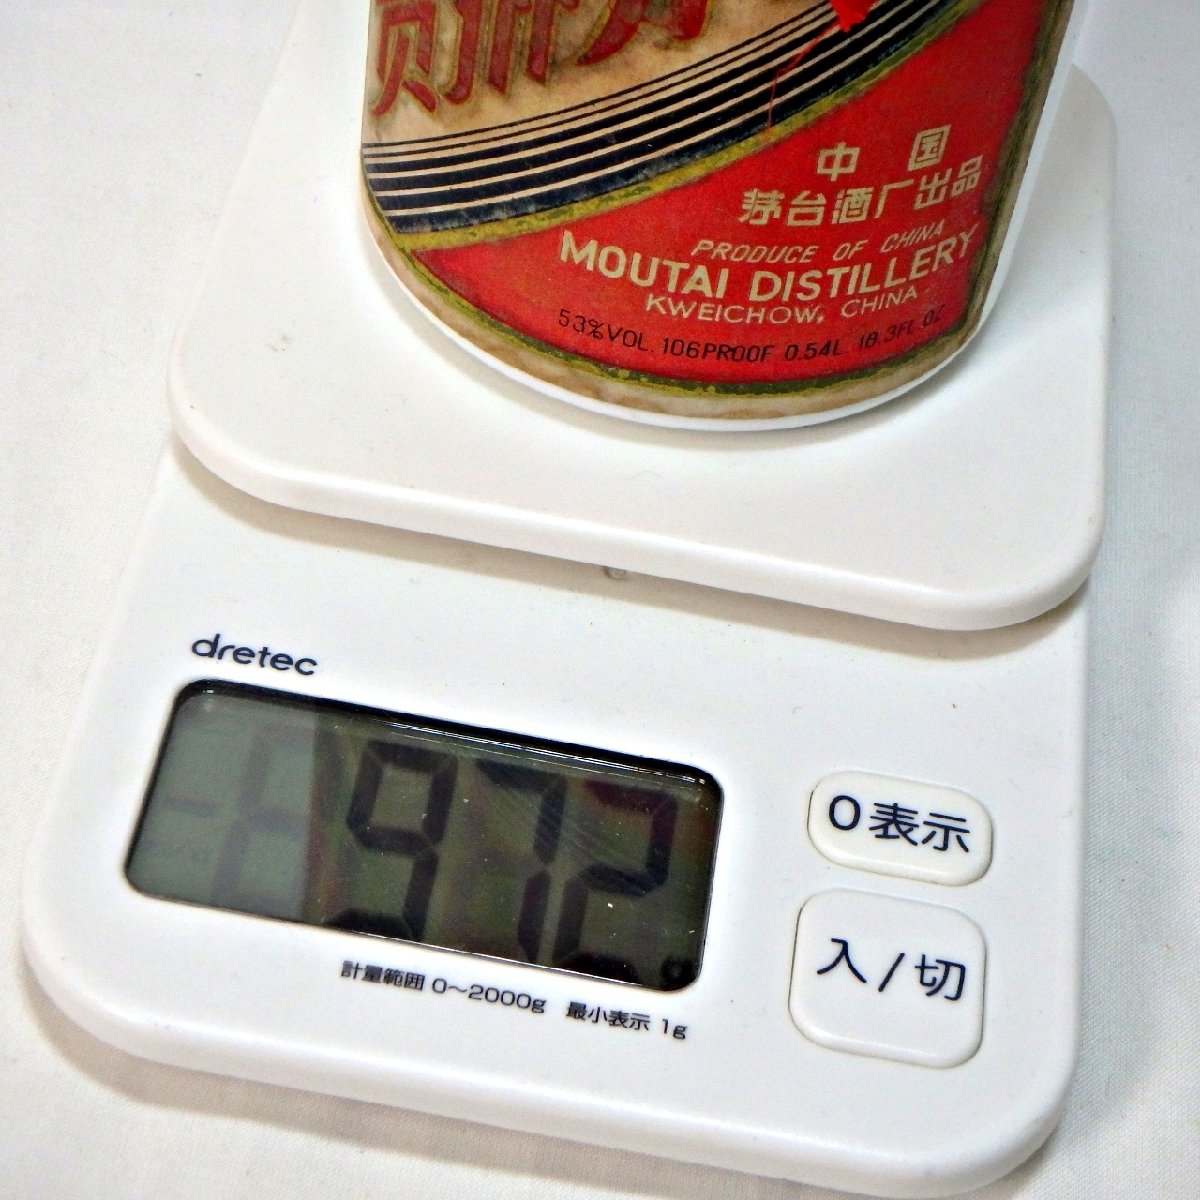 中国
茅台酒厂出品
PRODUCE OF CHINA
MOUTAI DISTILLERY
KWEICHOW, CHINA
53%VOL. 106PROOF 0.54L 18.3FL OZ
dretec
972
計量範囲 0〜2000g 最小表示 1g
0表示
入/切